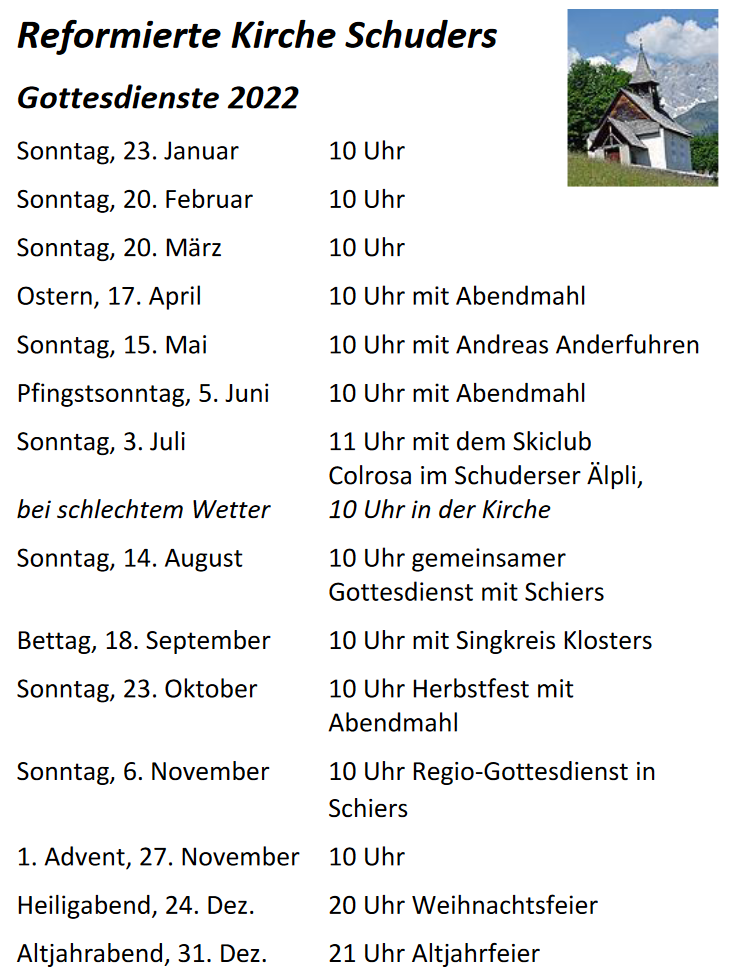 Reformierte Kirche Schuders
Gottesdienste 2022
Sonntag, 23. Januar 10 Uhr
Sonntag, 20. Februar 10 Uhr
Sonntag, 20. März 10 Uhr
Ostern, 17. April 10 Uhr mit Abendmahl
Sonntag, 15. Mai 10 Uhr mit Andreas Anderfuhren
Pfingstsonntag, 5. Juni 10 Uhr mit Abendmahl
Sonntag, 3. Juli 11 Uhr mit dem Skiclub
Colrosa im Schuderser Älpli,
bei schlechtem Wetter 10 Uhr in der Kirche
Sonntag, 14. August 10 Uhr gemeinsamer
Gottesdienst mit Schiers
Bettag, 18. September 10 Uhr mit Singkreis Klosters
Sonntag, 23. Oktober 10 Uhr Herbstfest mit
Abendmahl
Sonntag, 6. November 10 Uhr Regio-Gottesdienst in
Schiers
1. Advent, 27. November 10 Uhr
Heiligabend, 24. Dez. 20 Uhr Weihnachtsfeier
Altjahrabend, 31. Dez. 21 Uhr Altjahrfeier